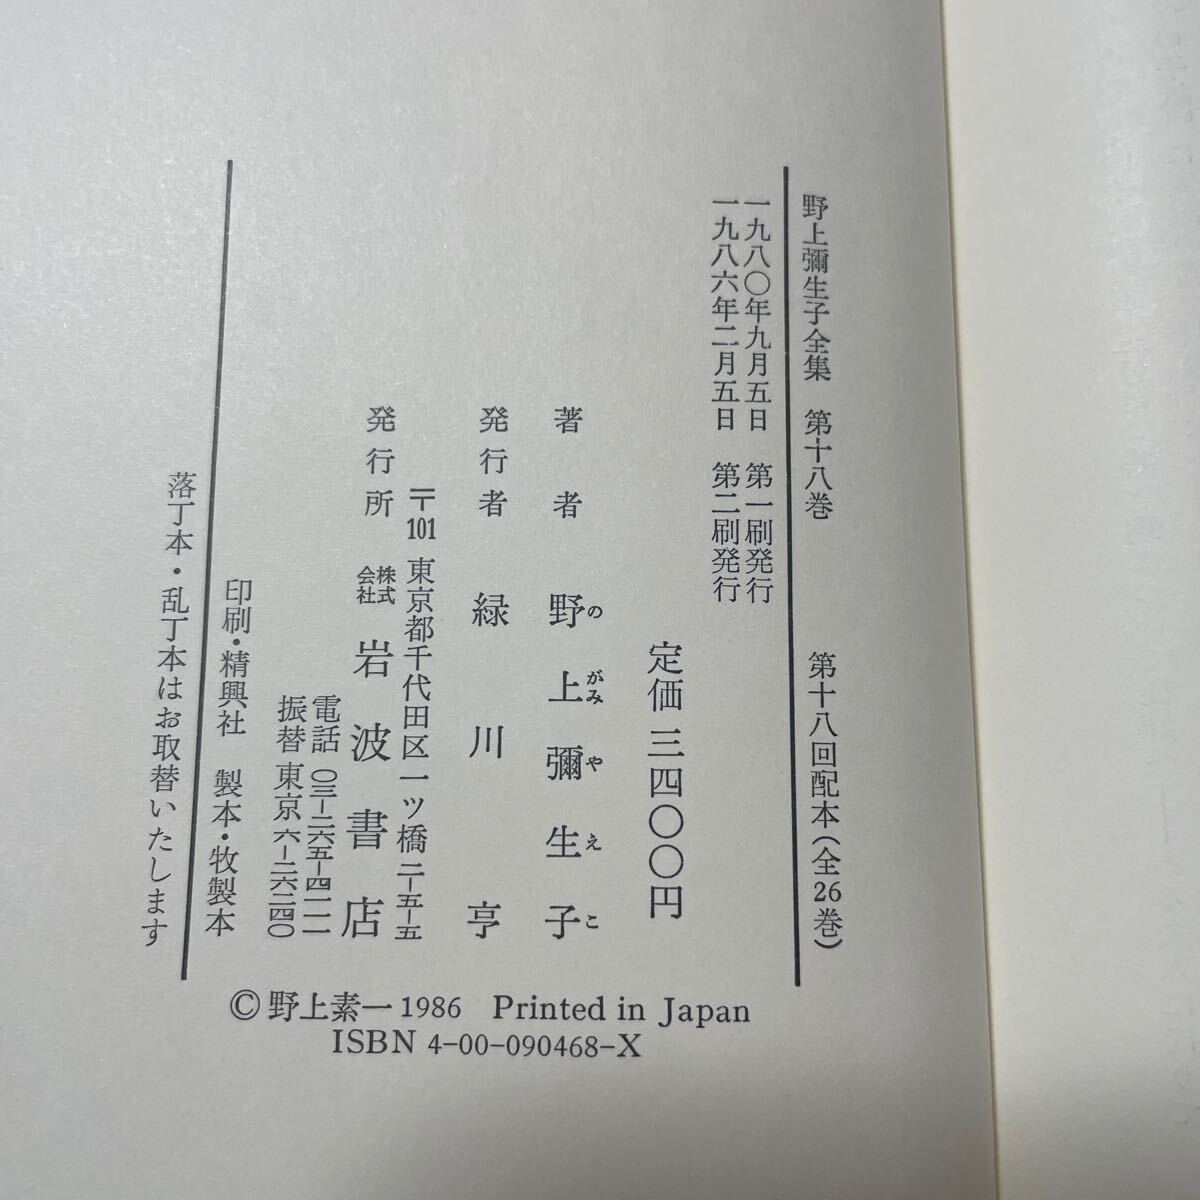 野上彌生子全集 第十八巻 第十八回配本(全26巻)
一九八〇年九月五日 第一刷発行
一九八六年二月五日 第二刷発行
定価 三四〇〇円
著者 野上彌生子
の がみ や え こ
発行者 緑川亨
〒101 東京都千代田区一ツ橋二-五-五
発行所 株式会社 岩波書店
電話 〇三-二六五-四一一一
振替 東京 六-二六二四〇
印刷・精興社 製本・牧製本
落丁本・乱丁本はお取替いたします
© 野上素一 1986 Printed in Japan
ISBN 4-00-090468-X